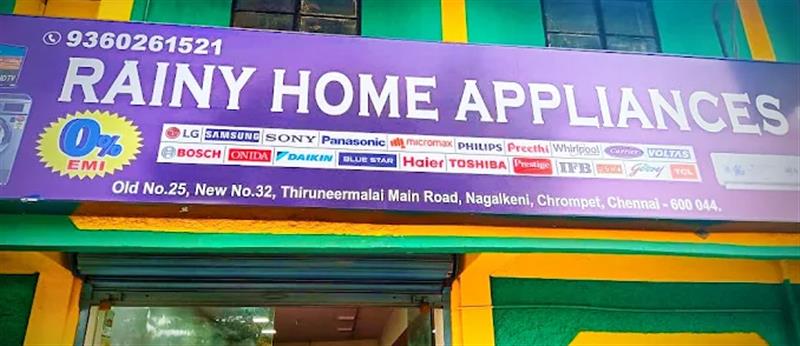 9360261521
HDTV
RAINY HOME APPLIANCES
0%
EMI
LG SAMSUNG SONY Panasonic micromax PHILIPS Preethi Whirlpool Carrier VOLTAS
BOSCH ONIDA DAIKIN BLUE STAR Haier TOSHIBA Prestige IFB Godrej TCL
Old No.25, New No.32, Thiruneermalai Main Road, Nagalkeni, Chrompet, Chennai - 600 044.